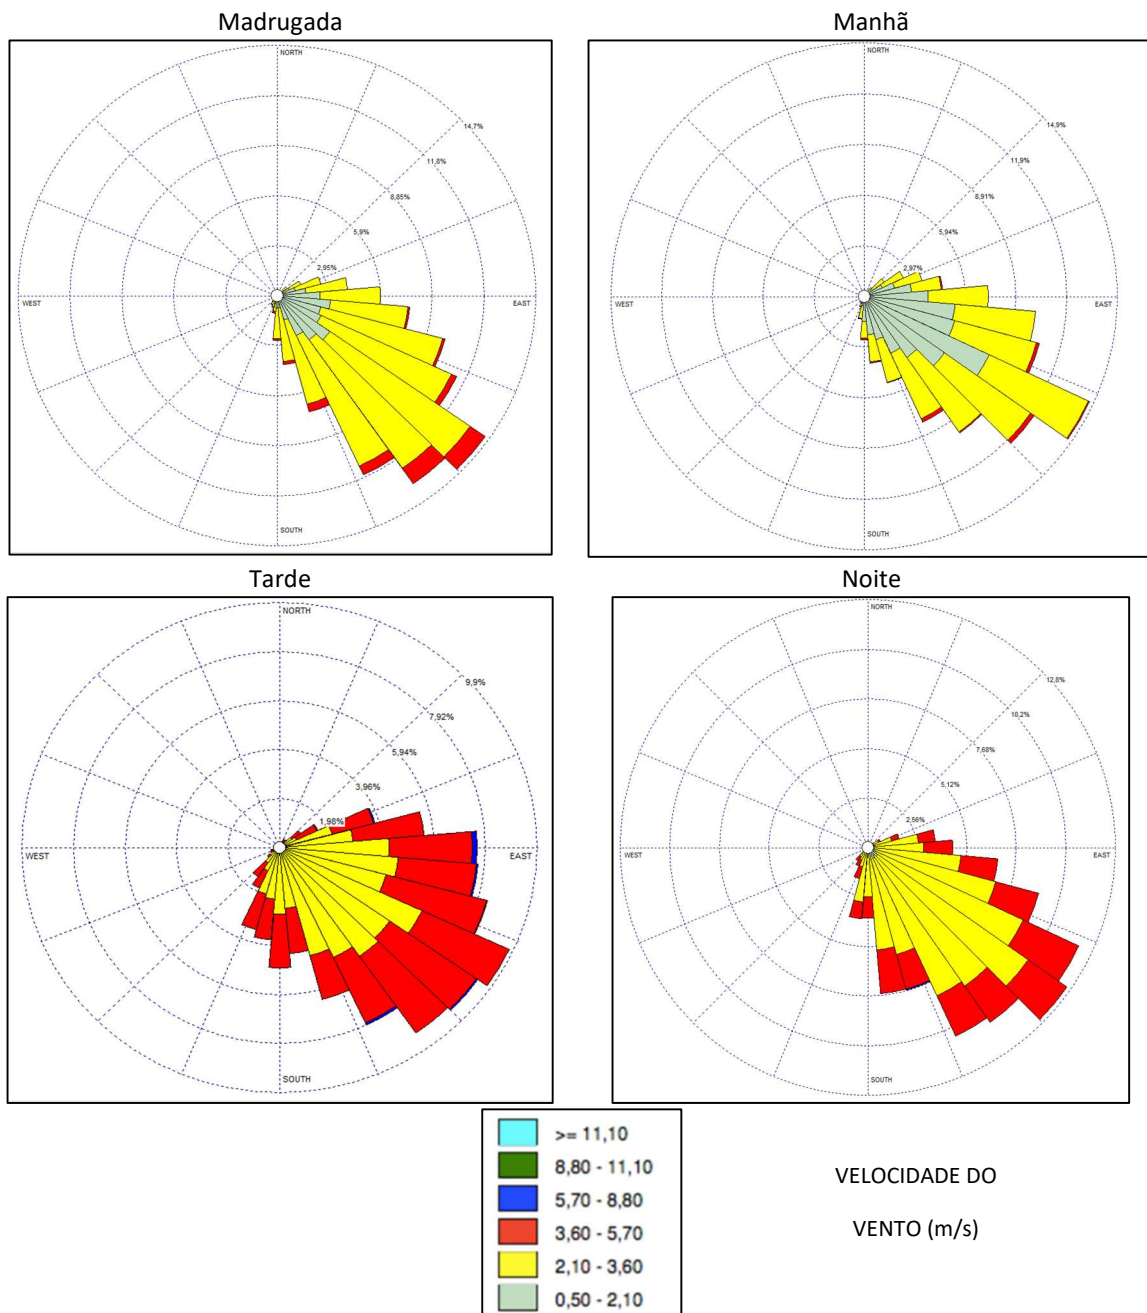 Madrugada
NORTH
14,7%
11,8%
8,85%
5,9%
2,95%
WEST
EAST
SOUTH
Manhã
NORTH
14,9%
11,9%
8,91%
5,94%
2,97%
WEST
EAST
SOUTH
Tarde
NORTH
9,9%
7,92%
5,94%
3,96%
1,98%
WEST
EAST
SOUTH
Noite
NORTH
12,8%
10,2%
7,68%
5,12%
2,56%
WEST
EAST
SOUTH
>= 11,10
8,80 - 11,10
5,70 - 8,80
3,60 - 5,70
2,10 - 3,60
0,50 - 2,10
VELOCIDADE DO
VENTO (m/s)